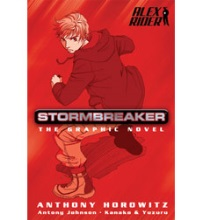 ALEX
RIDER
STORMBREAKER
THE GRAPHIC NOVEL
ANTHONY HOROWITZ
Antony Johnston · Kanako & Yuzuru